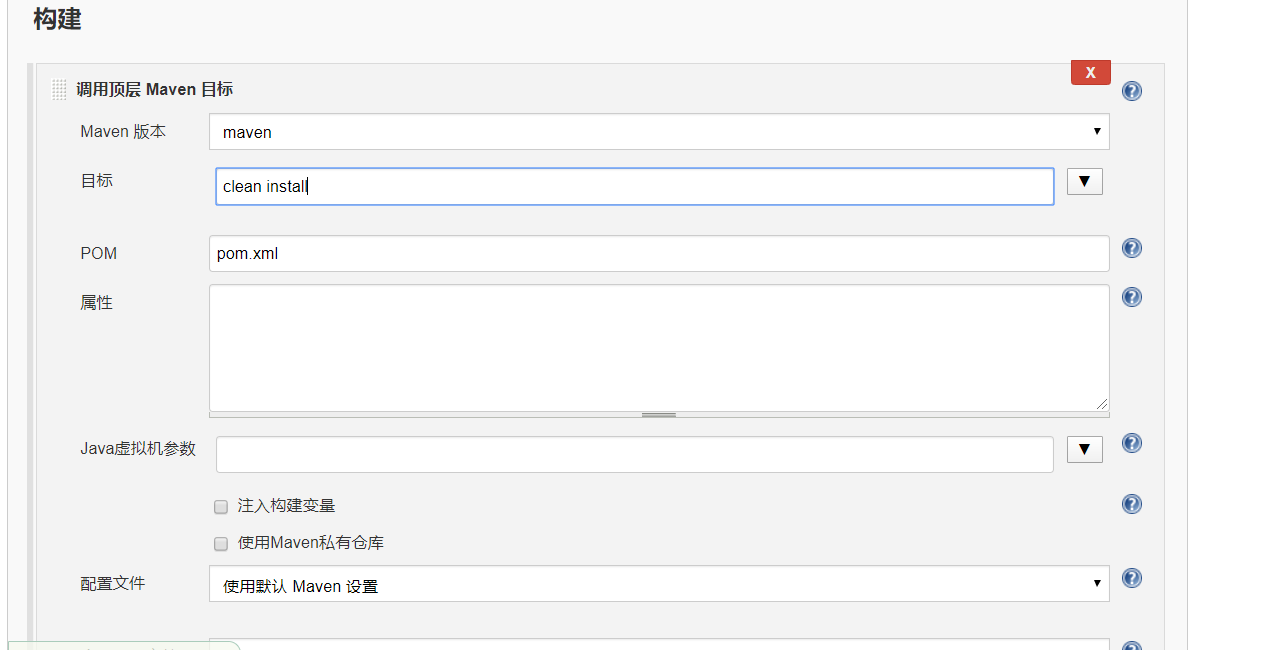 构建
X
调用顶层 Maven 目标
Maven 版本
maven
目标
clean install
POM
pom.xml
属性
Java虚拟机参数
注入构建变量
使用Maven私有仓库
配置文件
使用默认 Maven 设置